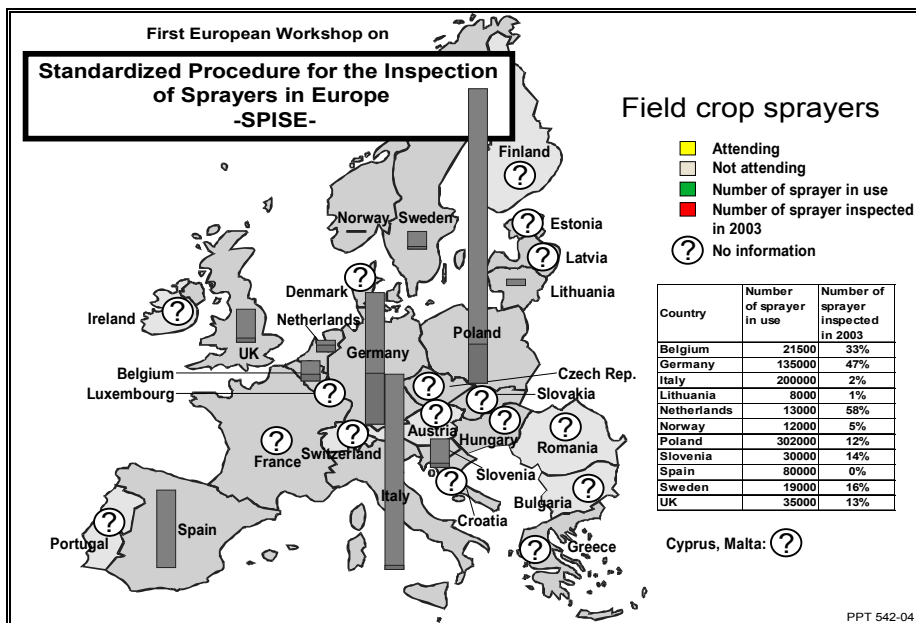 First European Workshop on
Standardized Procedure for the Inspection
of Sprayers in Europe
-SPISE-
Field crop sprayers
Attending
Not attending
Number of sprayer in use
Number of sprayer inspected
in 2003
? No information
Finland
?
Norway
Sweden
? Estonia
? Latvia
Lithuania
Denmark ?
Ireland ?
Netherlands
UK
Germany
Poland
Belgium
Luxembourg ?
Czech Rep. ?
Slovakia ?
Austria ?
Hungary ?
Romania ?
France ?
Switzerland ?
Slovenia
Croatia ?
Bulgaria ?
Italy
Spain
Portugal ?
Greece ?
Country Number of sprayer in use Number of sprayer inspected in 2003
Belgium 21500 33%
Germany 135000 47%
Italy 200000 2%
Lithuania 8000 1%
Netherlands 13000 58%
Norway 12000 5%
Poland 302000 12%
Slovenia 30000 14%
Spain 80000 0%
Sweden 19000 16%
UK 35000 13%
Cyprus, Malta: ?
PPT 542-04